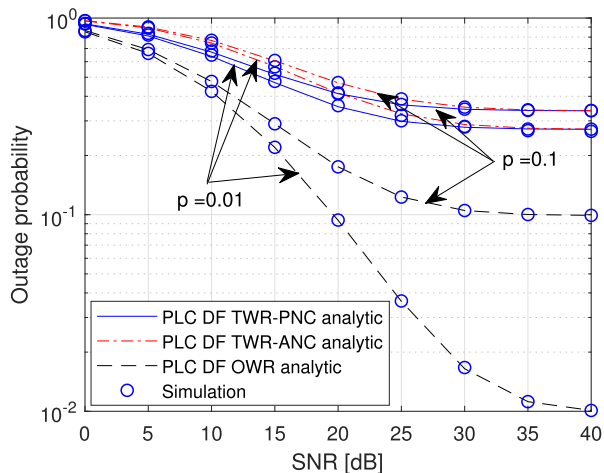 10^0
10^-1
10^-2
Outage probability
p =0.01
p =0.1
PLC DF TWR-PNC analytic
PLC DF TWR-ANC analytic
PLC DF OWR analytic
Simulation
0 5 10 15 20 25 30 35 40
SNR [dB]